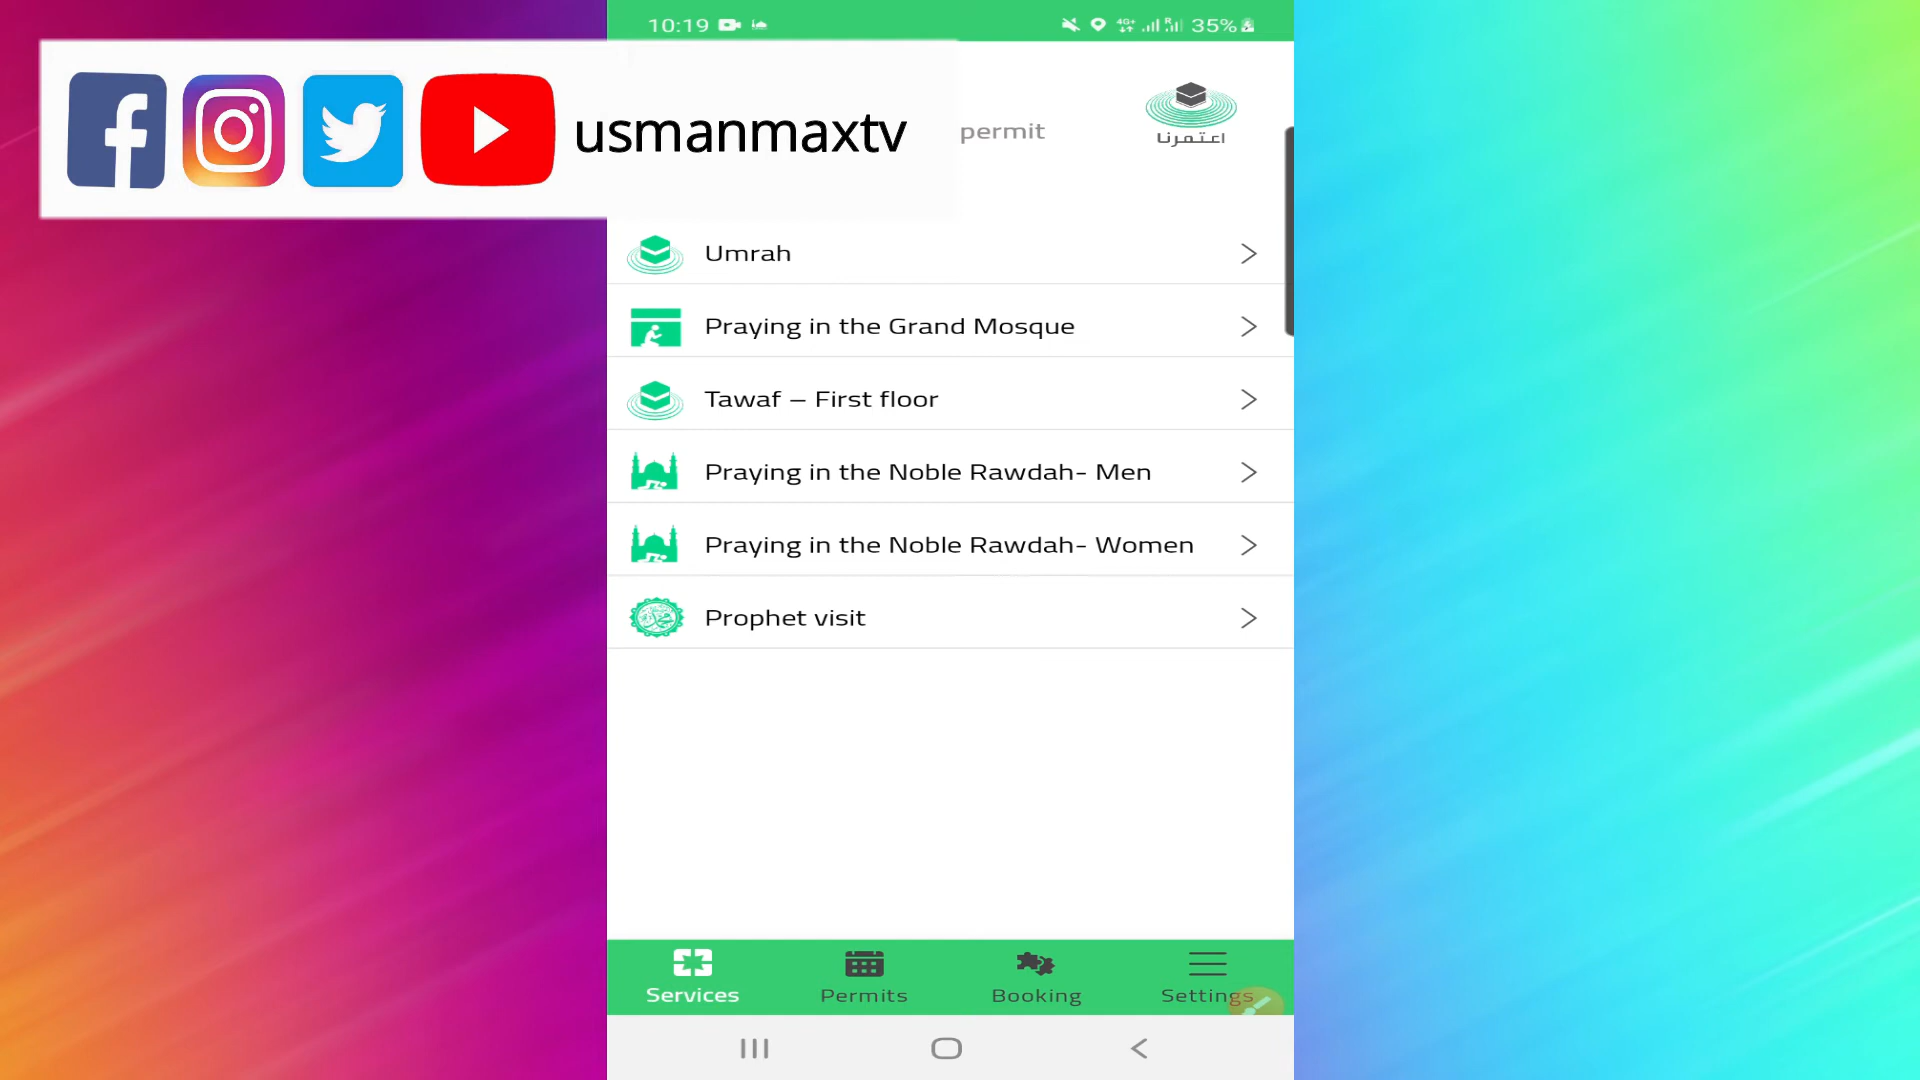 10:19 4G+ R 35%
usmanmaxtv
permit
اعتمرنا
Umrah
Praying in the Grand Mosque
Tawaf – First floor
Praying in the Noble Rawdah- Men
Praying in the Noble Rawdah- Women
Prophet visit
Services Permits Booking Settings